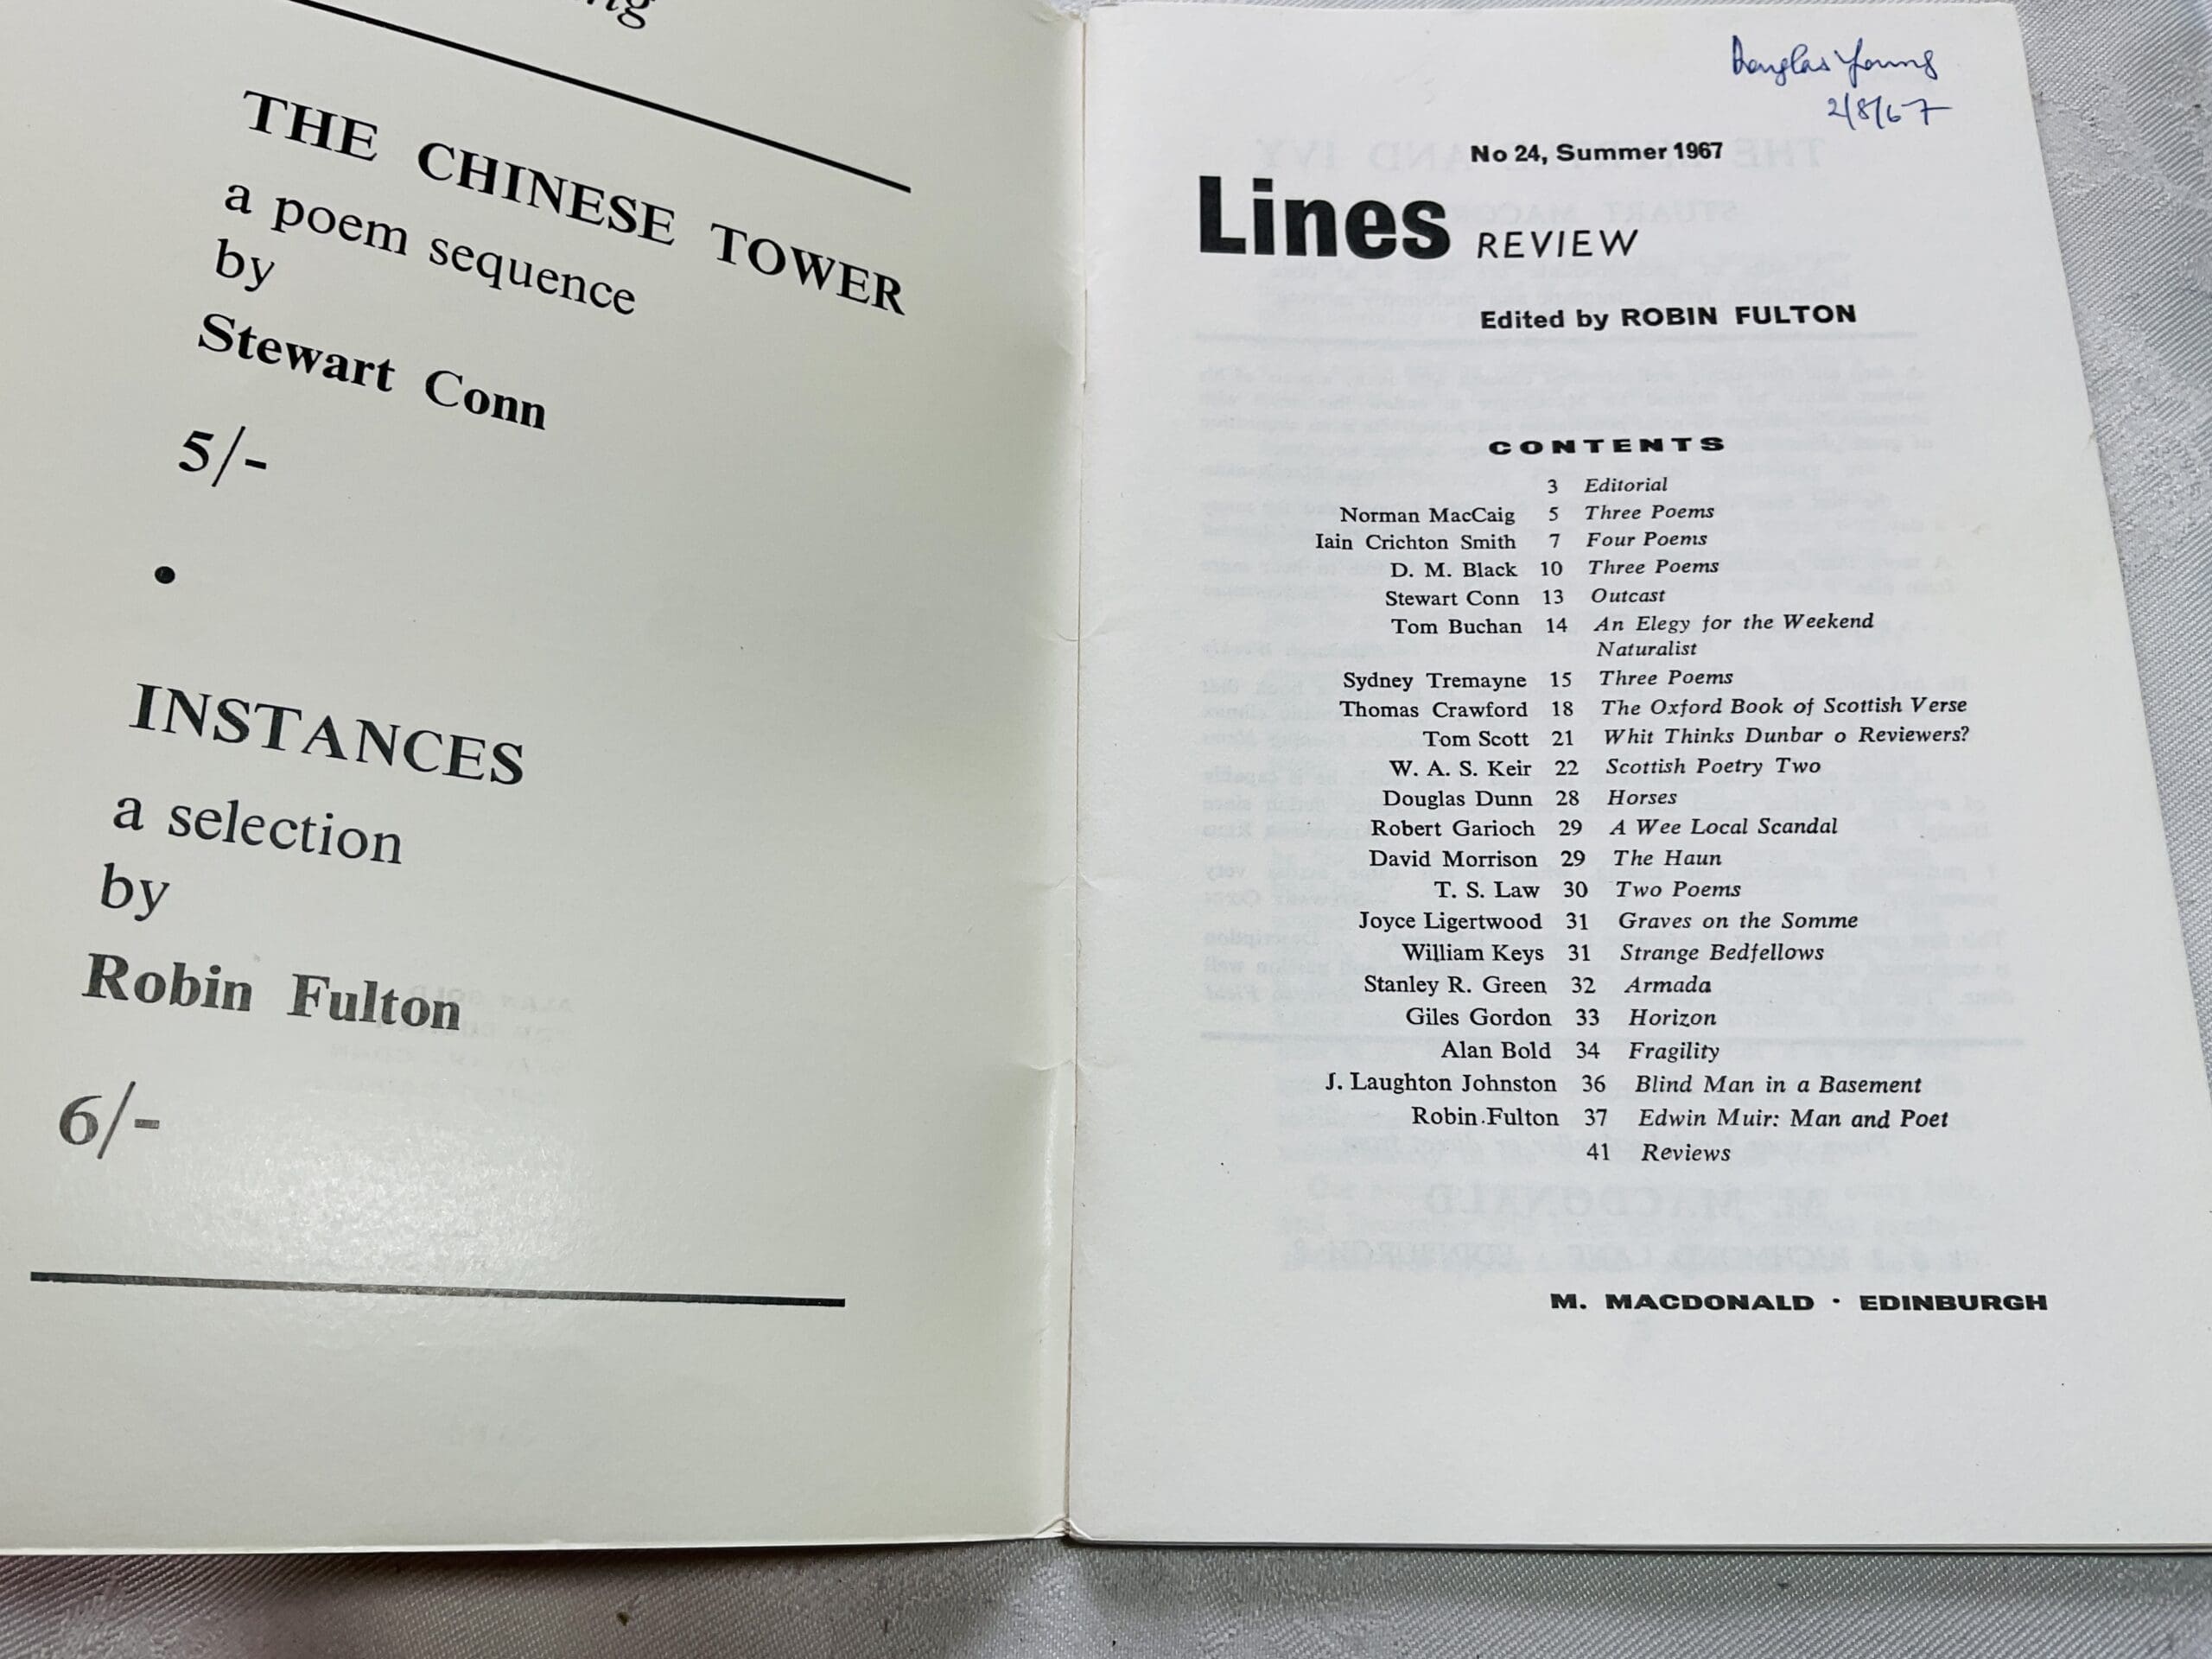 THE CHINESE TOWER
a poem sequence
by
Stewart Conn
5/-
•
INSTANCES
a selection
by
Robin Fulton
6/-
Douglas Young
2/8/67
No 24, Summer 1967
Lines REVIEW
Edited by ROBIN FULTON
CONTENTS
3 Editorial
Norman MacCaig 5 Three Poems
Iain Crichton Smith 7 Four Poems
D. M. Black 10 Three Poems
Stewart Conn 13 Outcast
Tom Buchan 14 An Elegy for the Weekend
Naturalist
Sydney Tremayne 15 Three Poems
Thomas Crawford 18 The Oxford Book of Scottish Verse
Tom Scott 21 Whit Thinks Dunbar o Reviewers?
W. A. S. Keir 22 Scottish Poetry Two
Douglas Dunn 28 Horses
Robert Garioch 29 A Wee Local Scandal
David Morrison 29 The Haun
T. S. Law 30 Two Poems
Joyce Ligertwood 31 Graves on the Somme
William Keys 31 Strange Bedfellows
Stanley R. Green 32 Armada
Giles Gordon 33 Horizon
Alan Bold 34 Fragility
J. Laughton Johnston 36 Blind Man in a Basement
Robin Fulton 37 Edwin Muir: Man and Poet
41 Reviews
M. MACDONALD · EDINBURGH